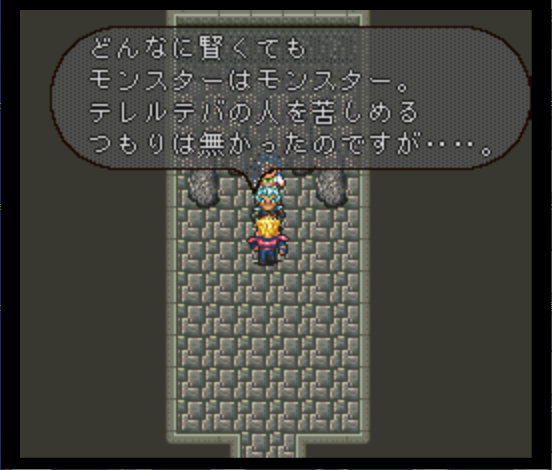 どんなに賢くても
モンスターはモンスター。
テレルテバの人を苦しめる
つもりは無かったのですが‥‥。